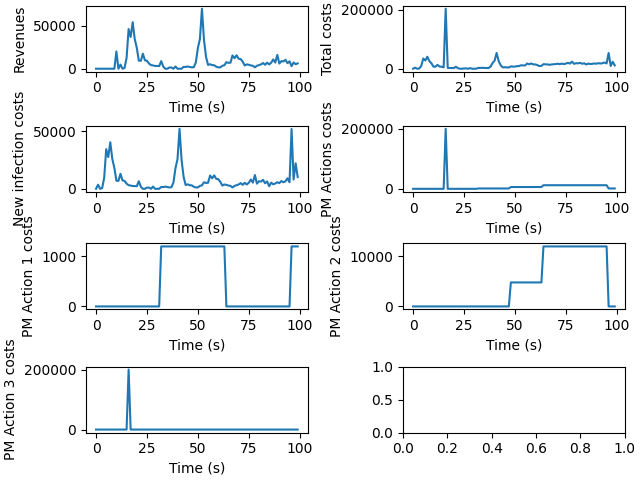 Revenues
50000
0
0 25 50 75 100
Time (s)
Total costs
200000
0
0 25 50 75 100
Time (s)
New infection costs
50000
0
0 25 50 75 100
Time (s)
PM Actions costs
200000
0
0 25 50 75 100
Time (s)
PM Action 1 costs
1000
0
0 25 50 75 100
Time (s)
PM Action 2 costs
10000
0
0 25 50 75 100
Time (s)
PM Action 3 costs
200000
0
0 25 50 75 100
Time (s)
1.0
0.5
0.0
0.0 0.2 0.4 0.6 0.8 1.0